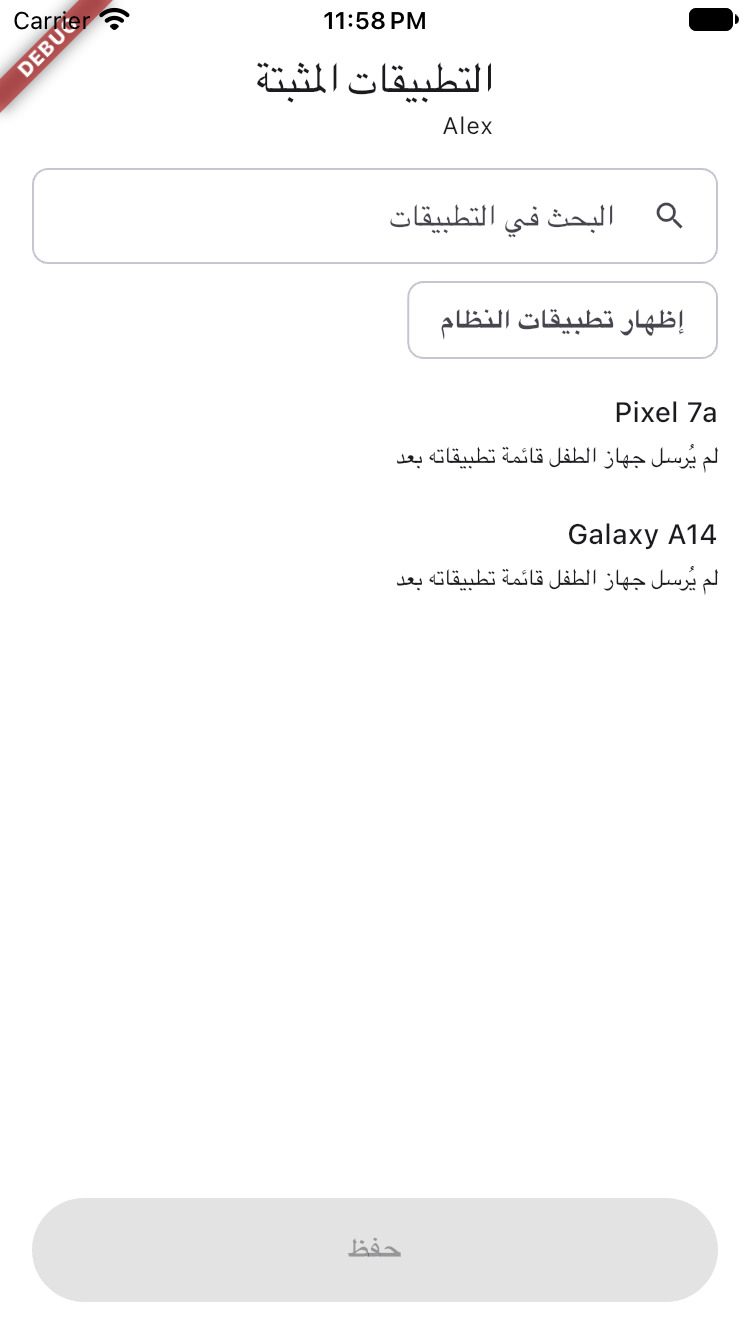 Carrier 11:58 PM
DEBUG
التطبيقات المثبتة
Alex
البحث في التطبيقات
إظهار تطبيقات النظام
Pixel 7a
لم يُرسل جهاز الطفل قائمة تطبيقاته بعد
Galaxy A14
لم يُرسل جهاز الطفل قائمة تطبيقاته بعد
حفظ